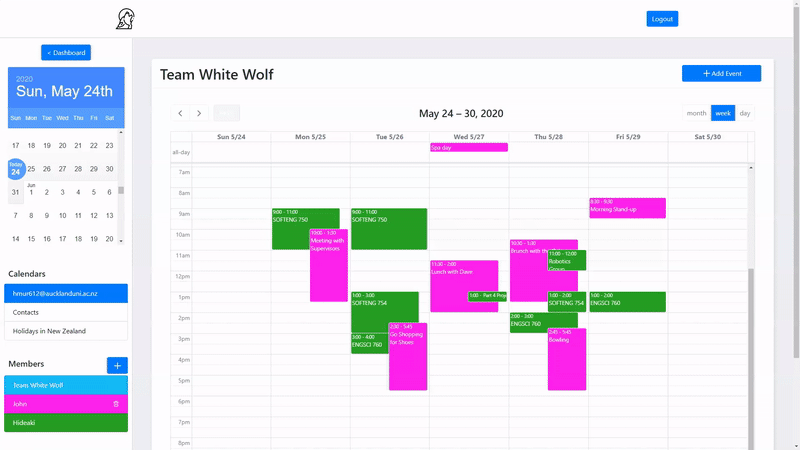 Logout
< Dashboard
2020
Sun, May 24th
Sun Mon Tue Wed Thu Fri Sat
17 18 19 20 21 22 23
Today
24 25 26 27 28 29 30
Jun
31 1 2 3 4 5 6
7 8 9 10 11 12 13
14 15 16 17 18 19 20
Calendars
hmur612@aucklanduni.ac.nz
Contacts
Holidays in New Zealand
Members
+
Team White Wolf
John
Hideaki
Team White Wolf
+ Add Event
May 24 – 30, 2020
month week day
Sun 5/24 Mon 5/25 Tue 5/26 Wed 5/27 Thu 5/28 Fri 5/29 Sat 5/30
all-day
Spa day
7am
8am
9am
10am
11am
12pm
1pm
2pm
3pm
4pm
5pm
6pm
7pm
8pm
9:00 - 11:00
SOFTENG 750
10:00 - 1:30
Meeting with
Supervisors
9:00 - 11:00
SOFTENG 750
1:00 - 3:00
SOFTENG 754
3:00 - 4:00
ENGSCI 760
2:30 - 5:45
Go Shopping
for Shoes
11:30 - 2:00
Lunch with Dave
1:00 - Part 4 Proje
10:30 - 1:30
Brunch with the
11:00 - 12:00
Robotics
Group
1:00 - 2:00
SOFTENG 754
2:00 - 3:00
ENGSCI 760
2:45 - 5:45
Bowling
8:30 - 9:30
Morning Stand-up
1:00 - 2:00
ENGSCI 760